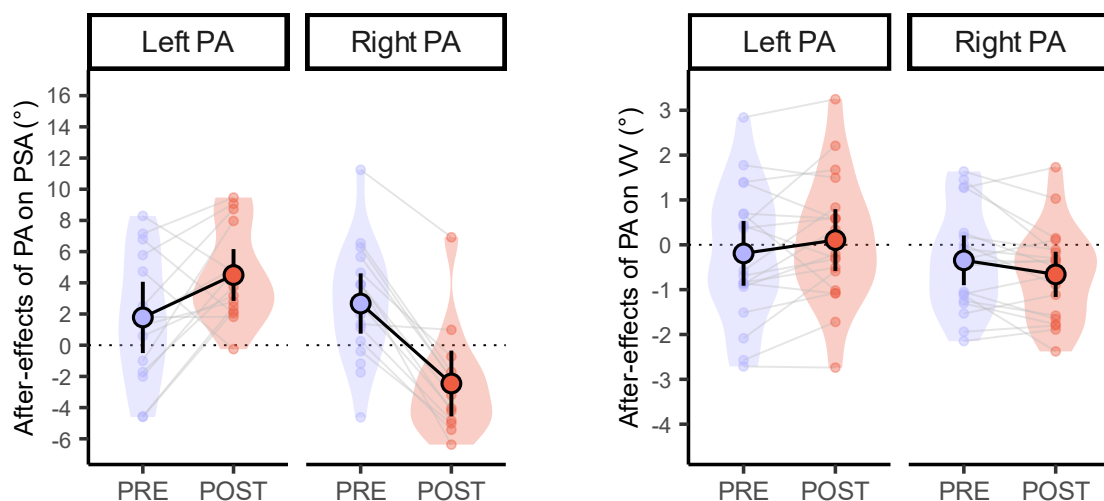 Left PA
Right PA
After-effects of PA on PSA (°)
16
14
12
10
8
6
4
2
0
-2
-4
-6
PRE
POST
PRE
POST
Left PA
Right PA
After-effects of PA on VV (°)
3
2
1
0
-1
-2
-3
-4
PRE
POST
PRE
POST